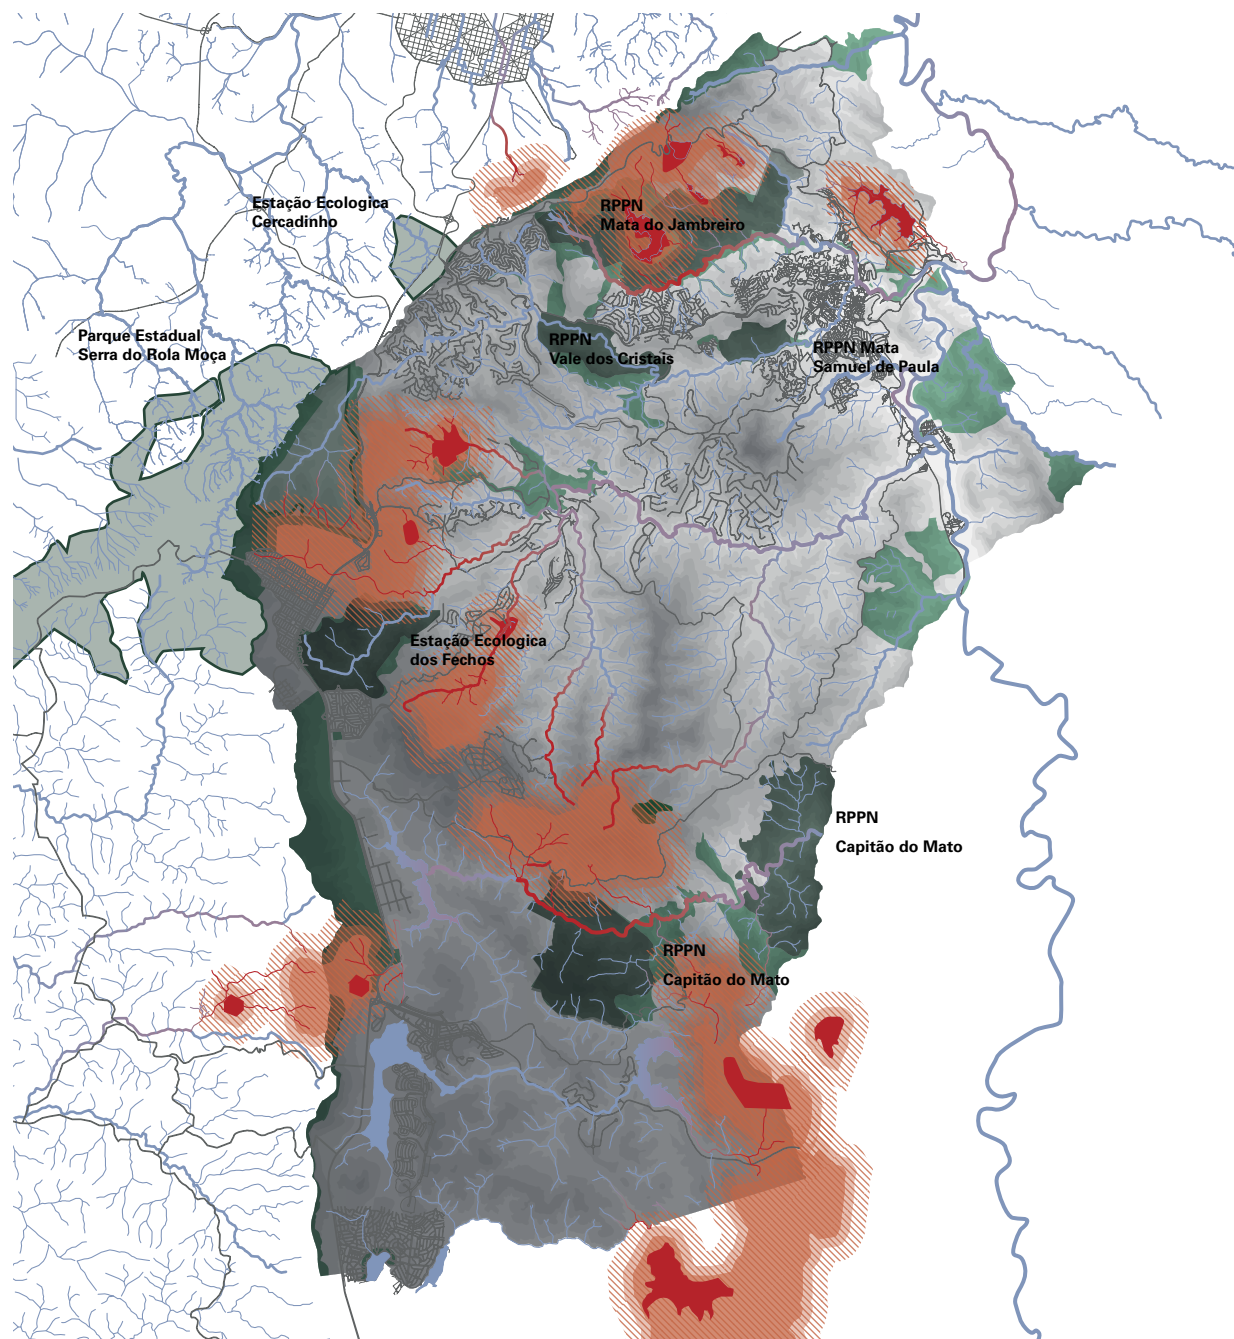 Estação Ecologica
Cercadinho
RPPN
Mata do Jambreiro
Parque Estadual
Serra do Rola Moça
RPPN
Vale dos Cristais
RPPN Mata
Samuel de Paula
Estação Ecologica
dos Fechos
RPPN
Capitão do Mato
RPPN
Capitão do Mato